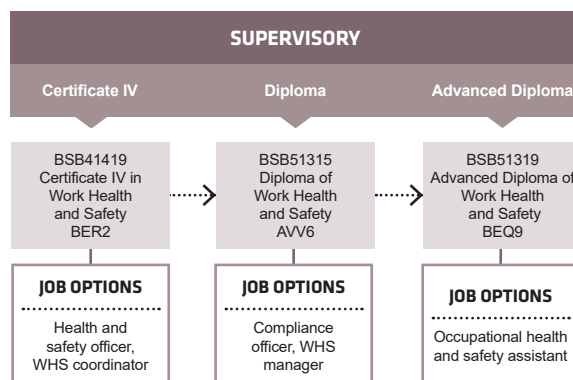 SUPERVISORY
Certificate IV
Diploma
Advanced Diploma
BSB41419
Certificate IV in
Work Health
and Safety
BER2
BSB51315
Diploma of
Work Health
and Safety
AVV6
BSB51319
Advanced Diploma of
Work Health
and Safety
BEQ9
JOB OPTIONS
Health and
safety officer,
WHS coordinator
JOB OPTIONS
Compliance
officer, WHS
manager
JOB OPTIONS
Occupational health
and safety assistant